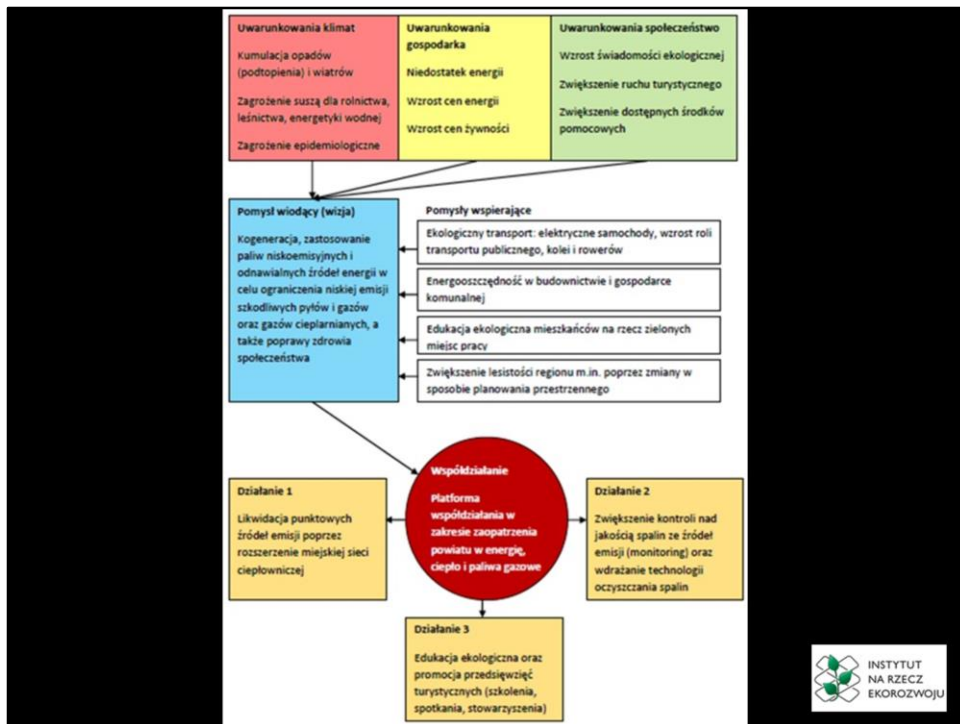 Uwarunkowania klimat
Kumulacja opadów
(podtopienia) i wiatrów
Zagrożenie suszą dla rolnictwa,
leśnictwa, energetyki wodnej
Zagrożenie epidemiologiczne
Uwarunkowania
gospodarka
Niedostatek energii
Wzrost cen energii
Wzrost cen żywności
Uwarunkowania społeczeństwo
Wzrost świadomości ekologicznej
Zwiększenie ruchu turystycznego
Zwiększenie dostępnych środków
pomocowych
Pomysł wiodący (wizja)
Kogeneracja, zastosowanie
paliw niskoemisyjnych i
odnawialnych źródeł energii w
celu ograniczenia niskiej emisji
szkodliwych pyłów i gazów
oraz gazów cieplarnianych, a
także poprawy zdrowia
społeczeństwa
Pomysły wspierające
Ekologiczny transport: elektryczne samochody, wzrost roli
transportu publicznego, kolei i rowerów
Energooszczędność w budownictwie i gospodarce
komunalnej
Edukacja ekologiczna mieszkańców na rzecz zielonych
miejsc pracy
Zwiększenie lesistości regionu m.in. poprzez zmiany w
sposobie planowania przestrzennego
Współdziałanie
Platforma
współdziałania w
zakresie zaopatrzenia
powiatu w energię,
ciepło i paliwa gazowe
Działanie 1
Likwidacja punktowych
źródeł emisji poprzez
rozszerzenie miejskiej sieci
ciepłowniczej
Działanie 2
Zwiększenie kontroli nad
jakością spalin ze źródeł
emisji (monitoring) oraz
wdrażanie technologii
oczyszczania spalin
Działanie 3
Edukacja ekologiczna oraz
promocja przedsięwzięć
turystycznych (szkolenia,
spotkania, stowarzyszenia)
INSTYTUT
NA RZECZ
EKOROZWOJU